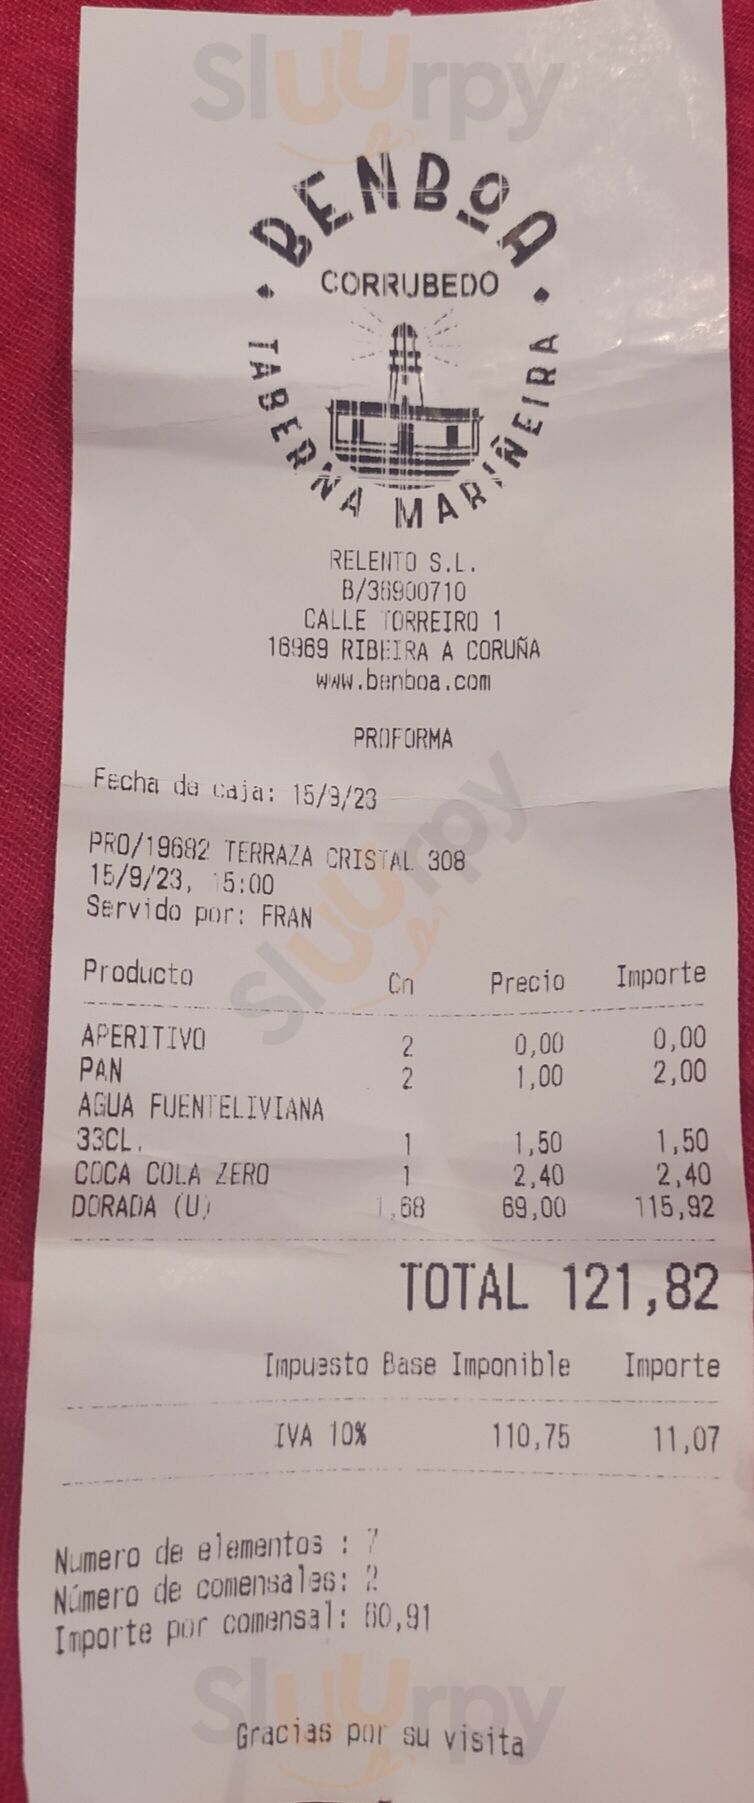 Sluurpy
BENBOA
CORRUBEDO
TABERNA MARIÑEIRA
RELENTO S.L.
B/36900710
CALLE TORREIRO 1
16969 RIBEIRA A CORUÑA
www.benboa.com
PROFORMA
Fecha de caja: 15/9/23
PRO/19682 TERRAZA CRISTAL 308
15/9/23, 15:00
Servido por: FRAN
Sluurpy
Producto Cn Precio Importe
APERITIVO 2 0,00 0,00
PAN 2 1,00 2,00
AGUA FUENTELIVIANA
33CL. 1 1,50 1,50
COCA COLA ZERO 1 2,40 2,40
DORADA (U) 1,68 69,00 115,92
TOTAL 121,82
Impuesto Base Imponible Importe
IVA 10% 110,75 11,07
Numero de elementos : 7
Número de comensales: 2
Importe por comensal: 60,91
Sluurpy
Gracias por su visita